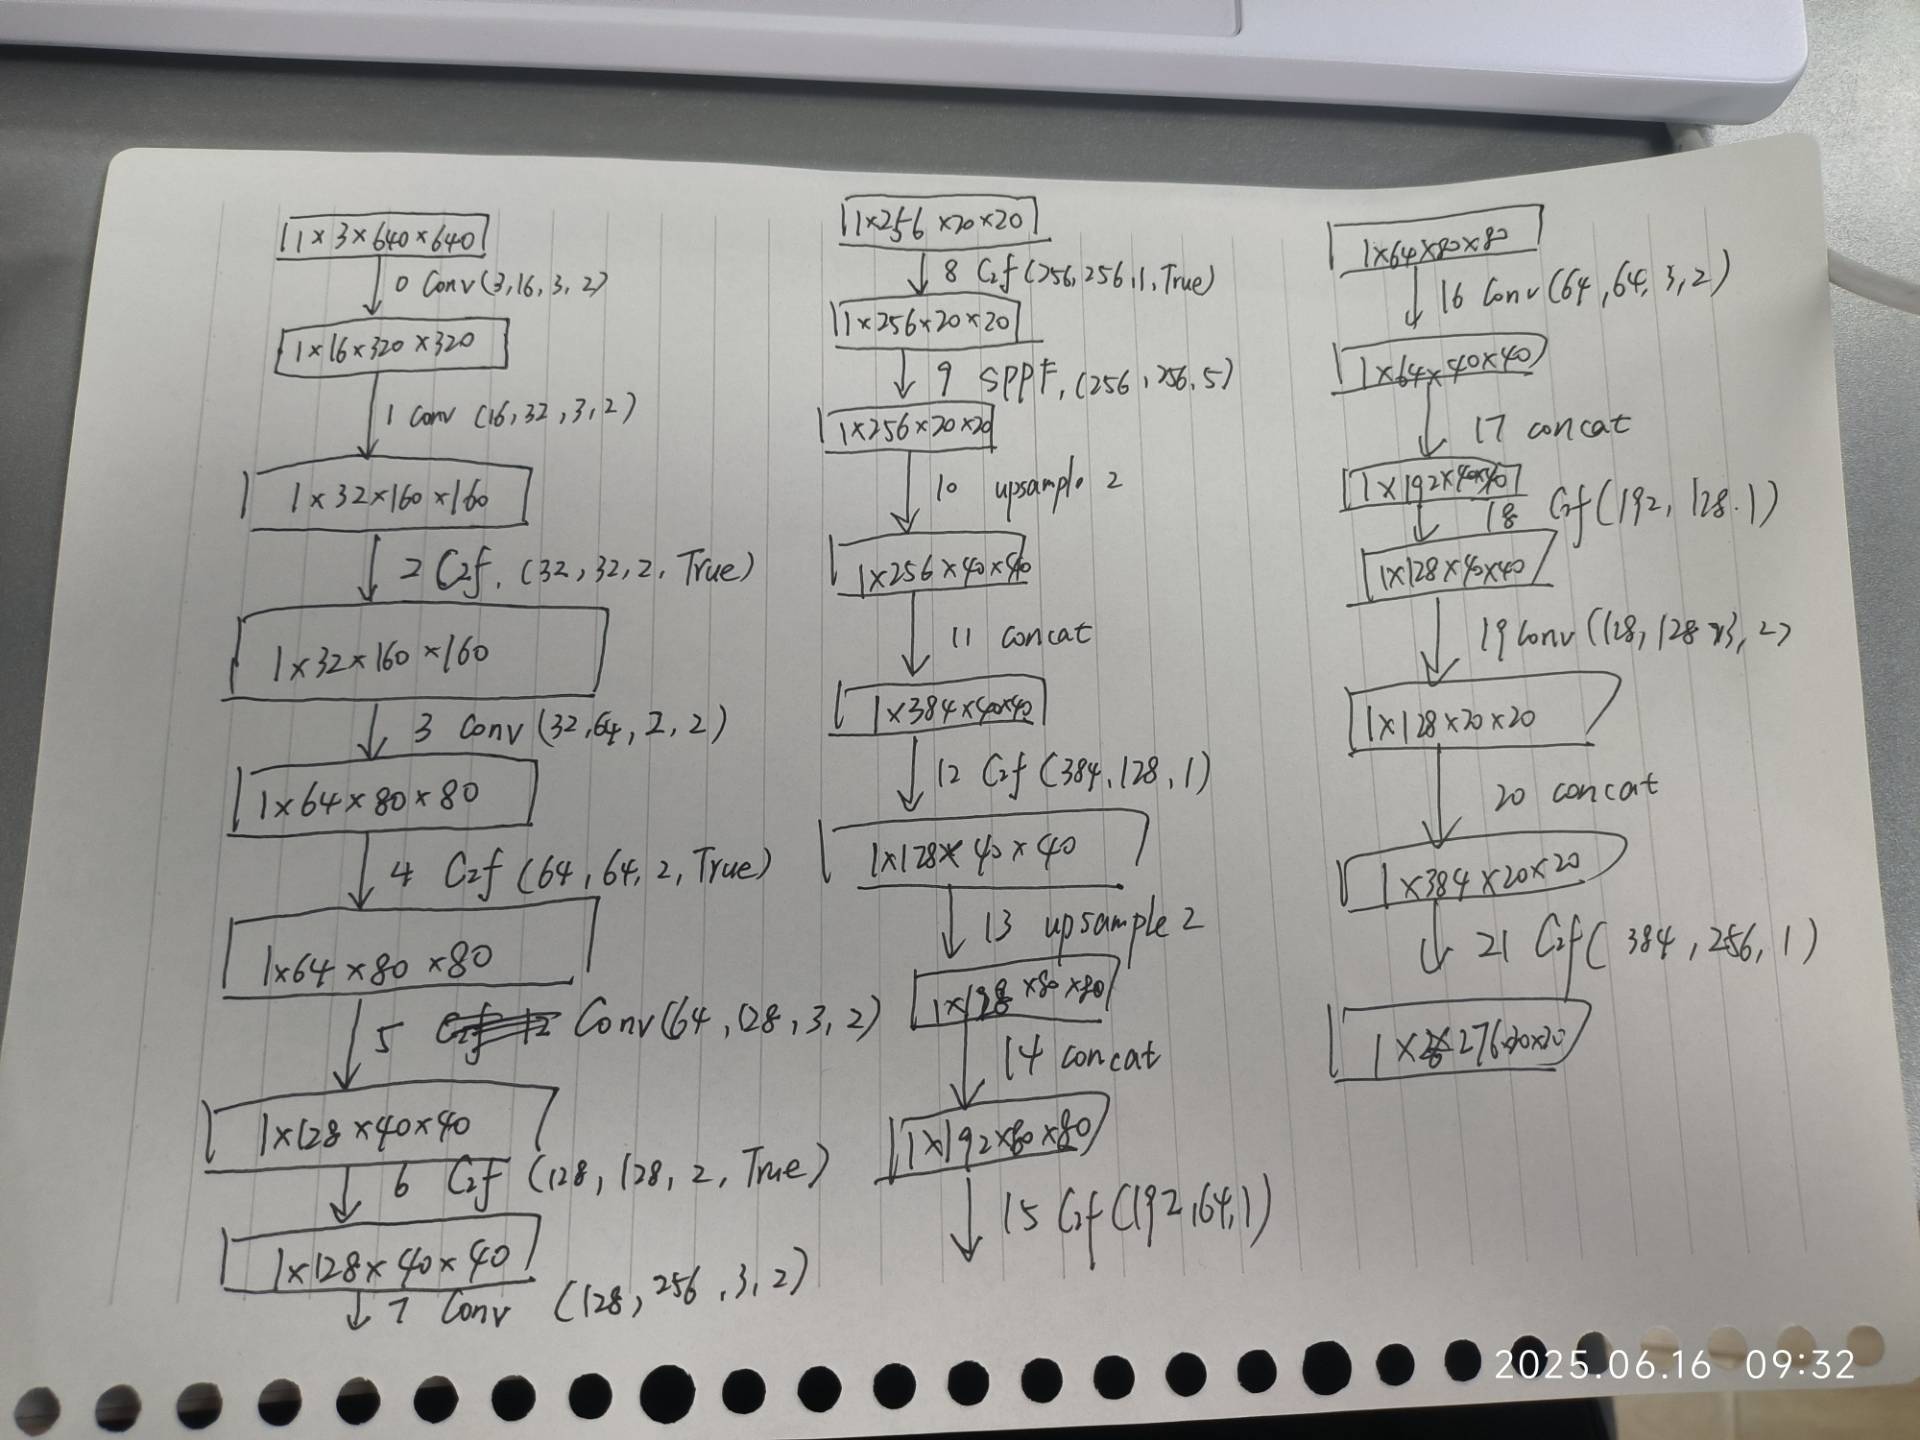 1×3×640×640
0 Conv(3,16,3,2)
1×16×320×320
1 conv (16,32,3,2)
1×32×160×160
2 C2f, (32,32,2,True)
1×32×160×160
3 Conv(32,64,2,2)
1×64×80×80
4 C2f (64,64,2,True)
1×64×80×80
5 Conv(64,128,3,2)
1×128×40×40
6 C2f (128,128,2,True)
1×128×40×40
7 Conv (128,256,3,2)
1×256×20×20
8 C2f(256,256,1,True)
1×256×20×20
9 SPPF,(256,256,5)
1×256×20×20
10 upsample 2
1×256×40×40
11 concat
1×384×40×40
12 C2f(384,128,1)
1×128×40×40
13 upsample 2
1×128×80×80
14 concat
1×192×80×80
15 C2f(192,64,1)
1×64×80×80
16 Conv(64,64,3,2)
1×64×40×40
17 concat
1×192×40×40
18 C2f(192,128.1)
1×128×40×40
19 Conv(128,128,3,2)
1×128×20×20
20 concat
1×384×20×20
21 C2f(384,256,1)
1×276×20×20
2025.06.16 09:32